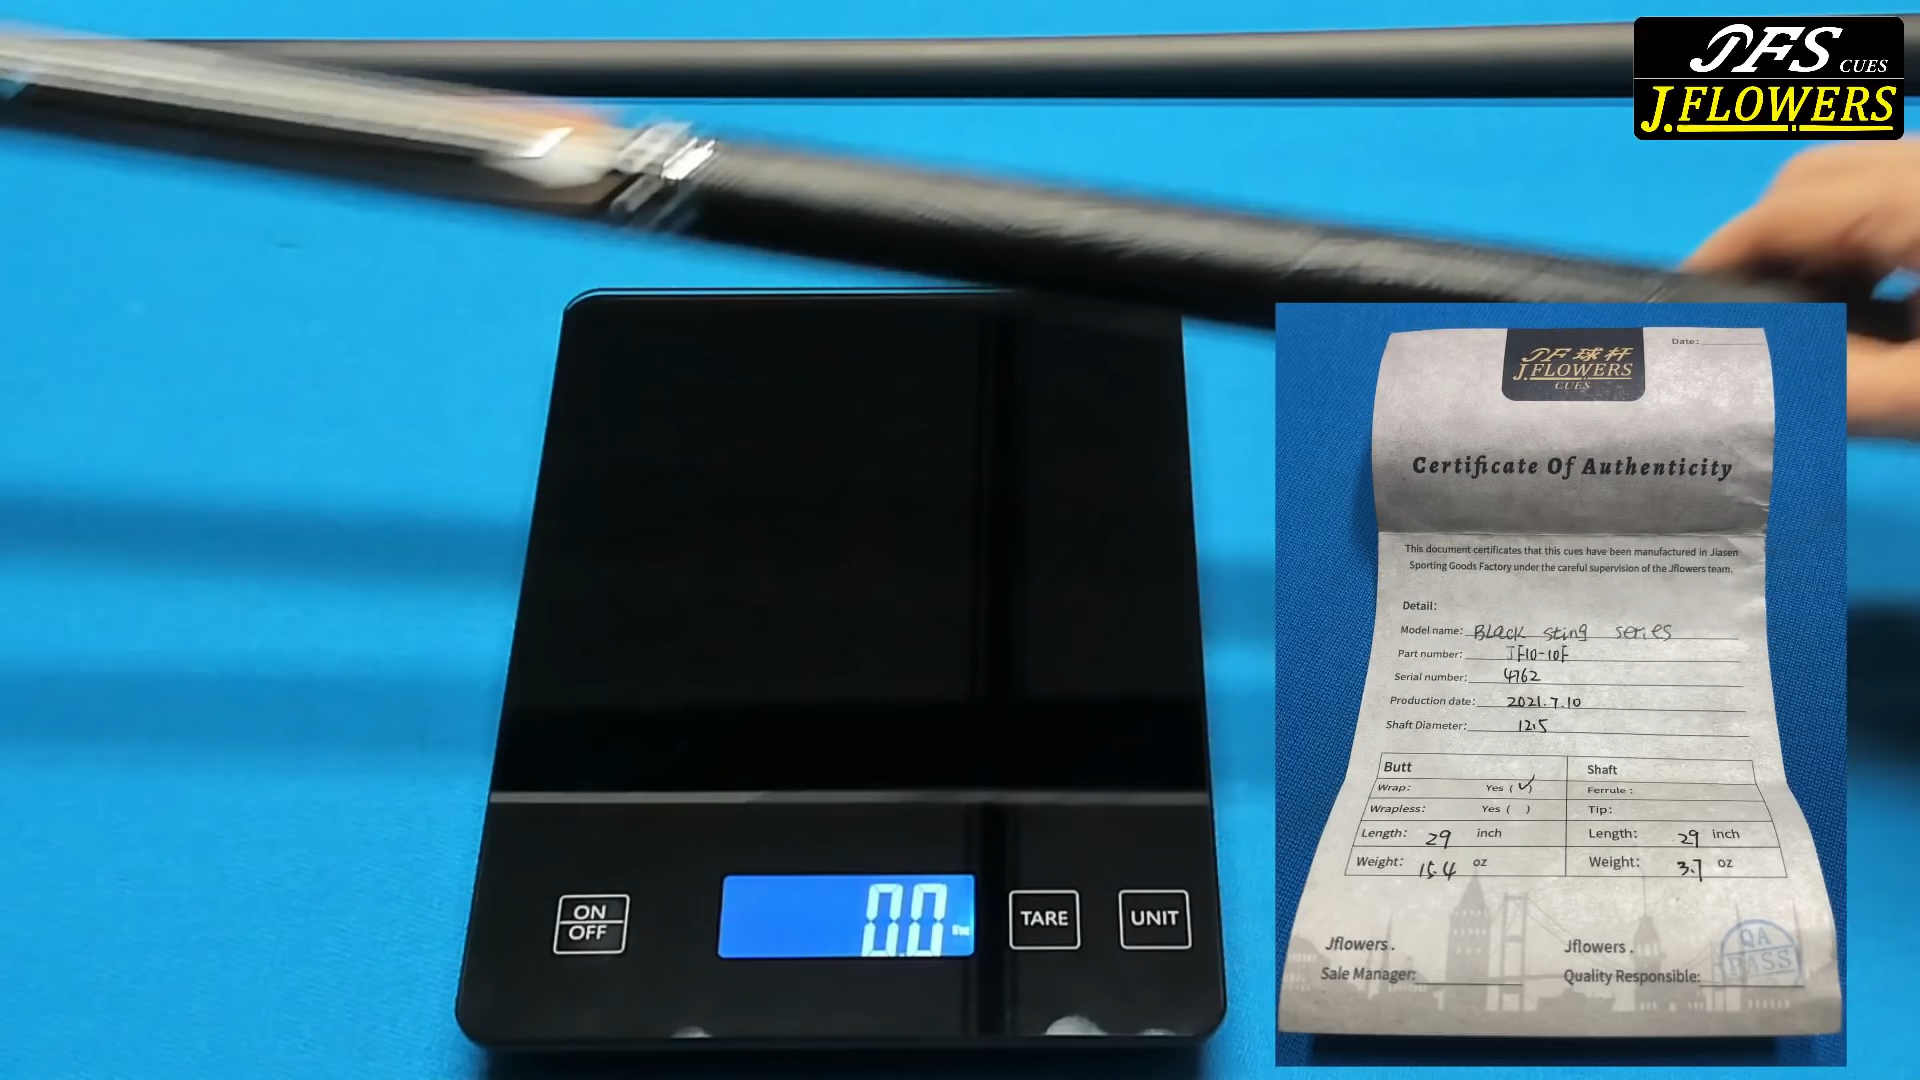 JFS CUES
J.FLOWERS
ON
OFF
0.0
TARE
UNIT
JF 球杆
J.FLOWERS
CUES
Date:
Certificate Of Authenticity
This document certificates that this cues have been manufactured in Jiasen
Sporting Goods Factory under the careful supervision of the Jflowers team.
Detail:
Model name: Black sting series
Part number: JF10-10F
Serial number: 4762
Production date: 2021.7.10
Shaft Diameter: 12.5
Butt Shaft
Wrap: Yes (✓) Ferrule :
Wrapless: Yes ( ) Tip:
Length: 29 inch Length: 29 inch
Weight: 15.4 oz Weight: 3.7 oz
Jflowers . Jflowers .
Sale Manager: Quality Responsible:
QA
PASS